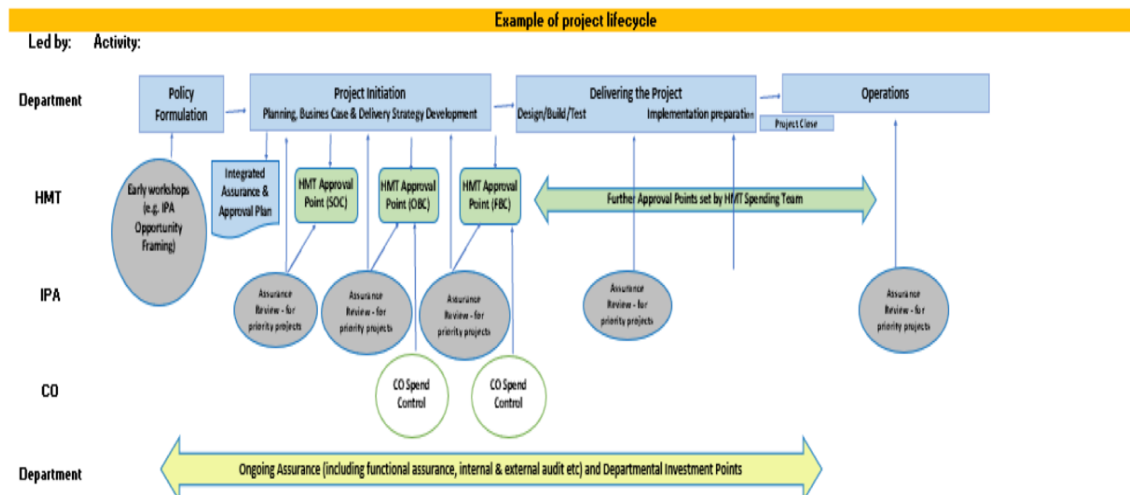 Example of project lifecycle
Led by: Activity:
Department
Policy
Formulation
Project Initiation
Planning, Busines Case & Delivery Strategy Development
Delivering the Project
Design/Build/Test Implementation preparation
Operations
Project Close
HMT
Early workshops
(e.g. IPA
Opportunity
Framing)
Integrated
Assurance &
Approval Plan
HMT Approval
Point (SOC)
HMT Approval
Point (OBC)
HMT Approval
Point (FBC)
Further Approval Points set by HMT Spending Team
IPA
Assurance
Review - for
priority projects
Assurance
Review - for
priority projects
Assurance
Review - for
priority projects
Assurance
Review - for
priority projects
Assurance
Review - for
priority projects
CO
CO Spend
Control
CO Spend
Control
Department
Ongoing Assurance (including functional assurance, internal & external audit etc) and Departmental Investment Points